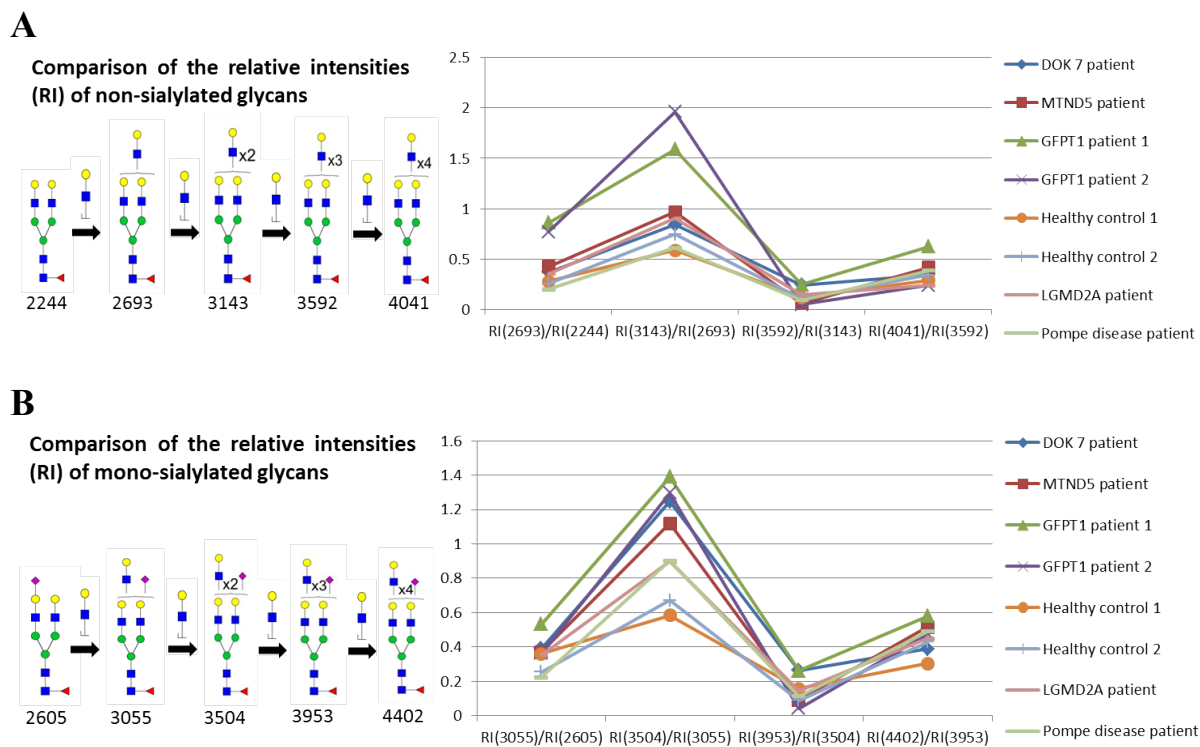 A
Comparison of the relative intensities
(RI) of non-sialylated glycans
x2
x3
x4
2244
2693
3143
3592
4041
2.5
2
1.5
1
0.5
0
RI(2693)/RI(2244)
RI(3143)/RI(2693)
RI(3592)/RI(3143)
RI(4041)/RI(3592)
DOK 7 patient
MTND5 patient
GFPT1 patient 1
GFPT1 patient 2
Healthy control 1
Healthy control 2
LGMD2A patient
Pompe disease patient
B
Comparison of the relative intensities
(RI) of mono-sialylated glycans
x2
x3
x4
2605
3055
3504
3953
4402
1.6
1.4
1.2
1
0.8
0.6
0.4
0.2
0
RI(3055)/RI(2605)
RI(3504)/RI(3055)
RI(3953)/RI(3504)
RI(4402)/RI(3953)
DOK 7 patient
MTND5 patient
GFPT1 patient 1
GFPT1 patient 2
Healthy control 1
Healthy control 2
LGMD2A patient
Pompe disease patient